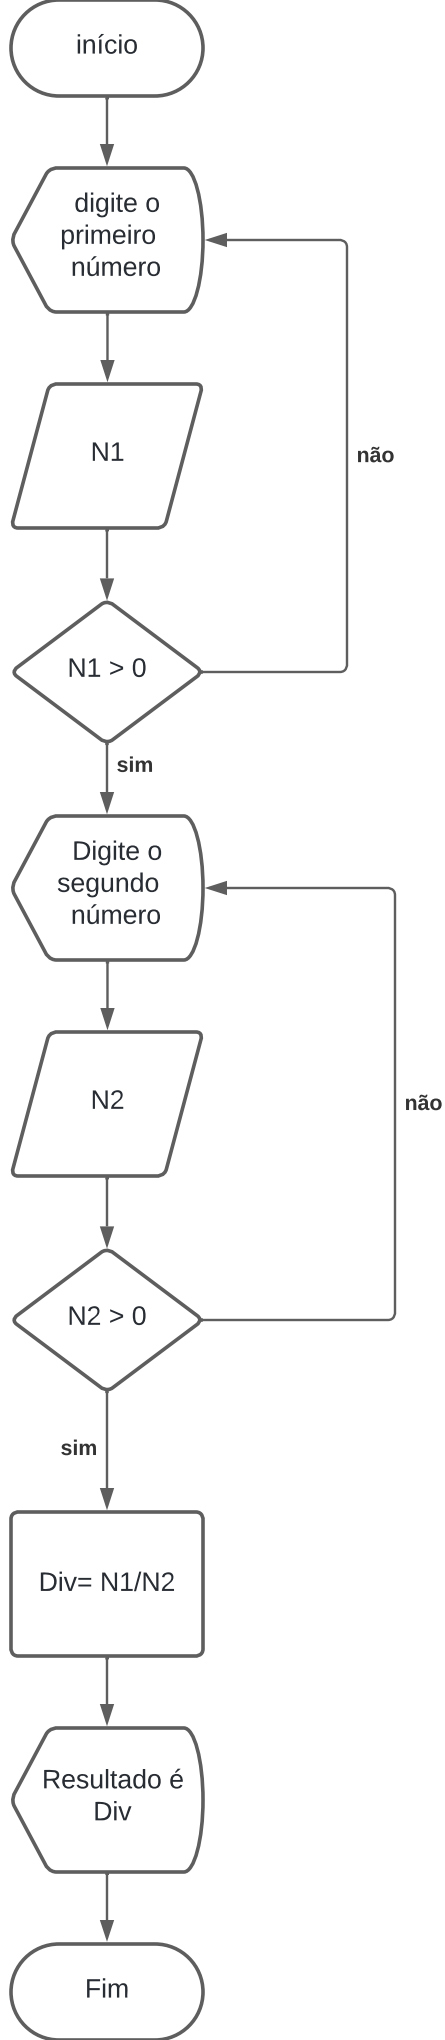 início
digite o
primeiro
número
N1
não
N1 > 0
sim
Digite o
segundo
número
N2
não
N2 > 0
sim
Div= N1/N2
Resultado é
Div
Fim